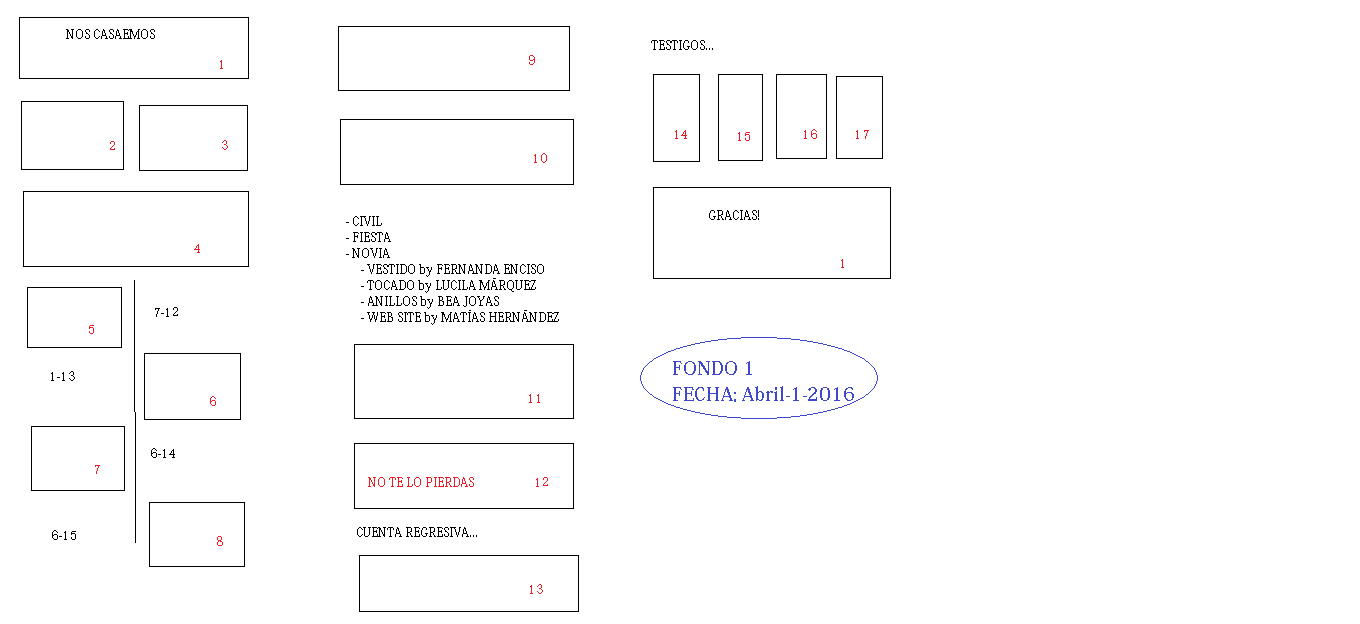 NOS CASAEMOS
1
2
3
4
5
7-12
1-13
6
7
6-14
6-15
8
9
10
- CIVIL
- FIESTA
- NOVIA
- VESTIDO by FERNANDA ENCISO
- TOCADO by LUCILA MÁRQUEZ
- ANILLOS by BEA JOYAS
- WEB SITE by MATÍAS HERNÁNDEZ
11
NO TE LO PIERDAS 12
CUENTA REGRESIVA...
13
TESTIGOS...
14 15 16 17
GRACIAS!
1
FONDO 1
FECHA: Abril-1-2016